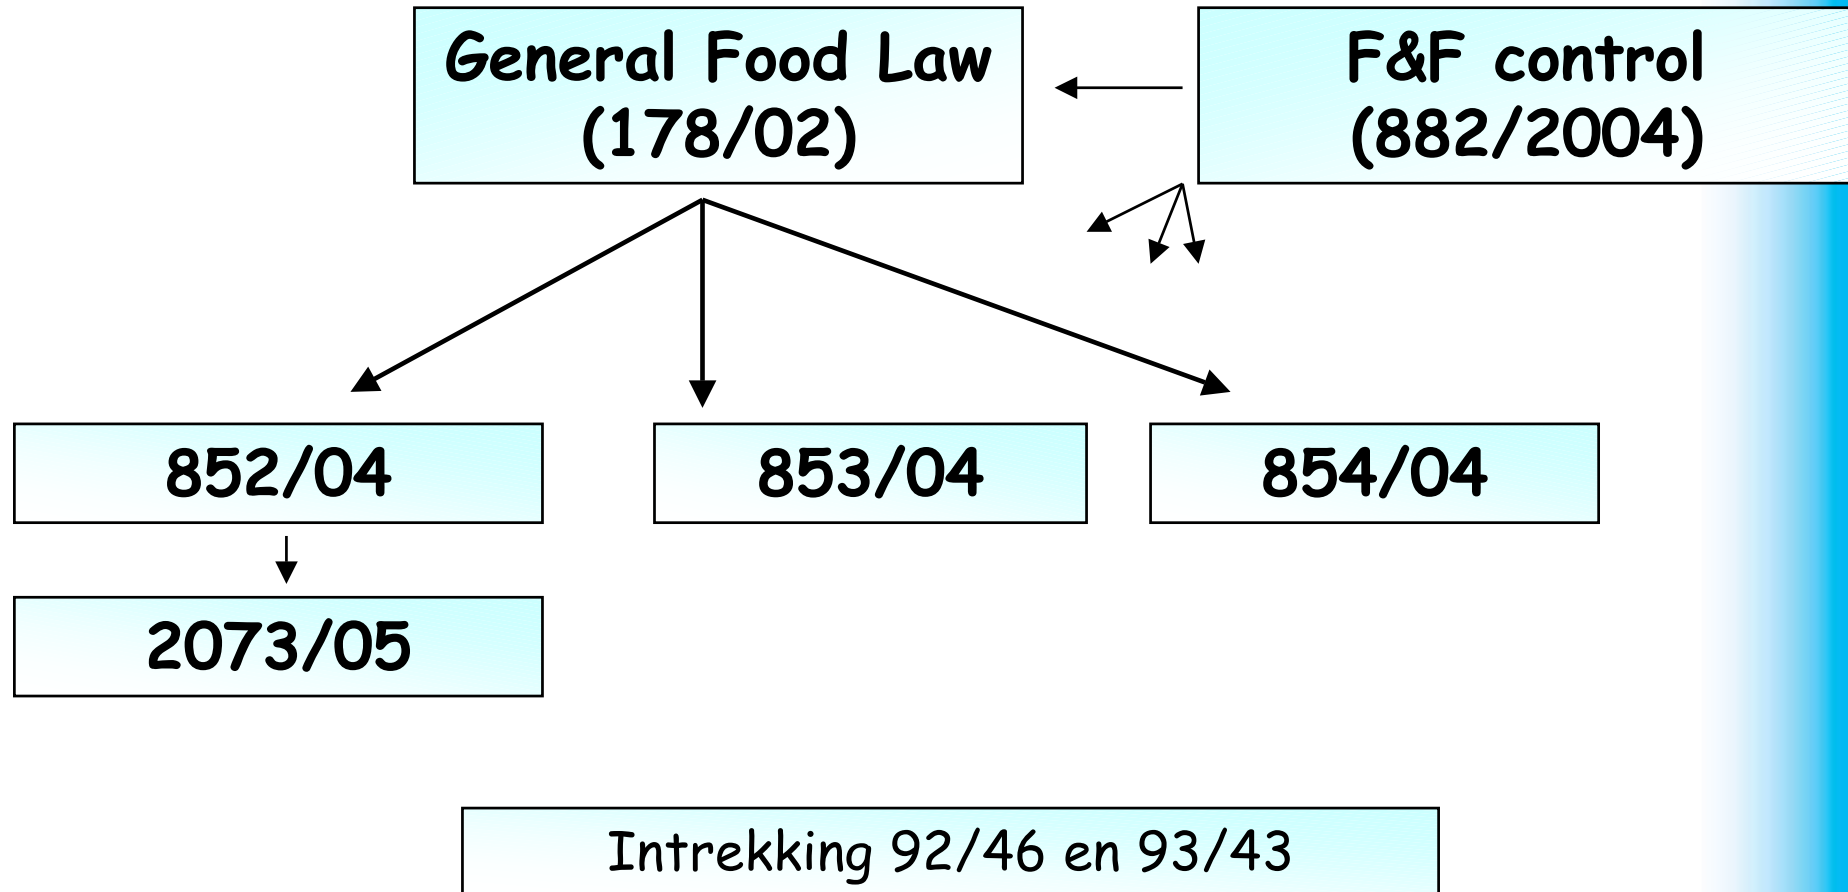 General Food Law
(178/02)
F&F control
(882/2004)
852/04
853/04
854/04
2073/05
Intrekking 92/46 en 93/43